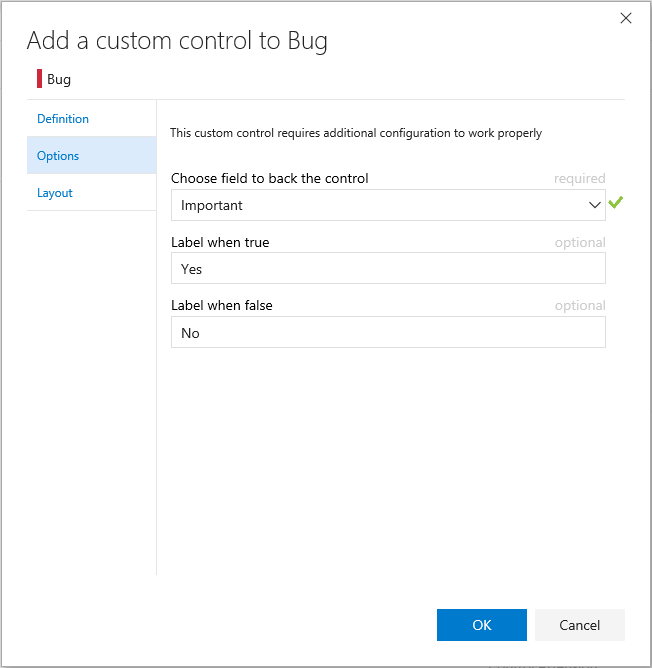 Add a custom control to Bug
Bug
Definition
Options
Layout
This custom control requires additional configuration to work properly
Choose field to back the control required
Important
Label when true optional
Yes
Label when false optional
No
OK Cancel